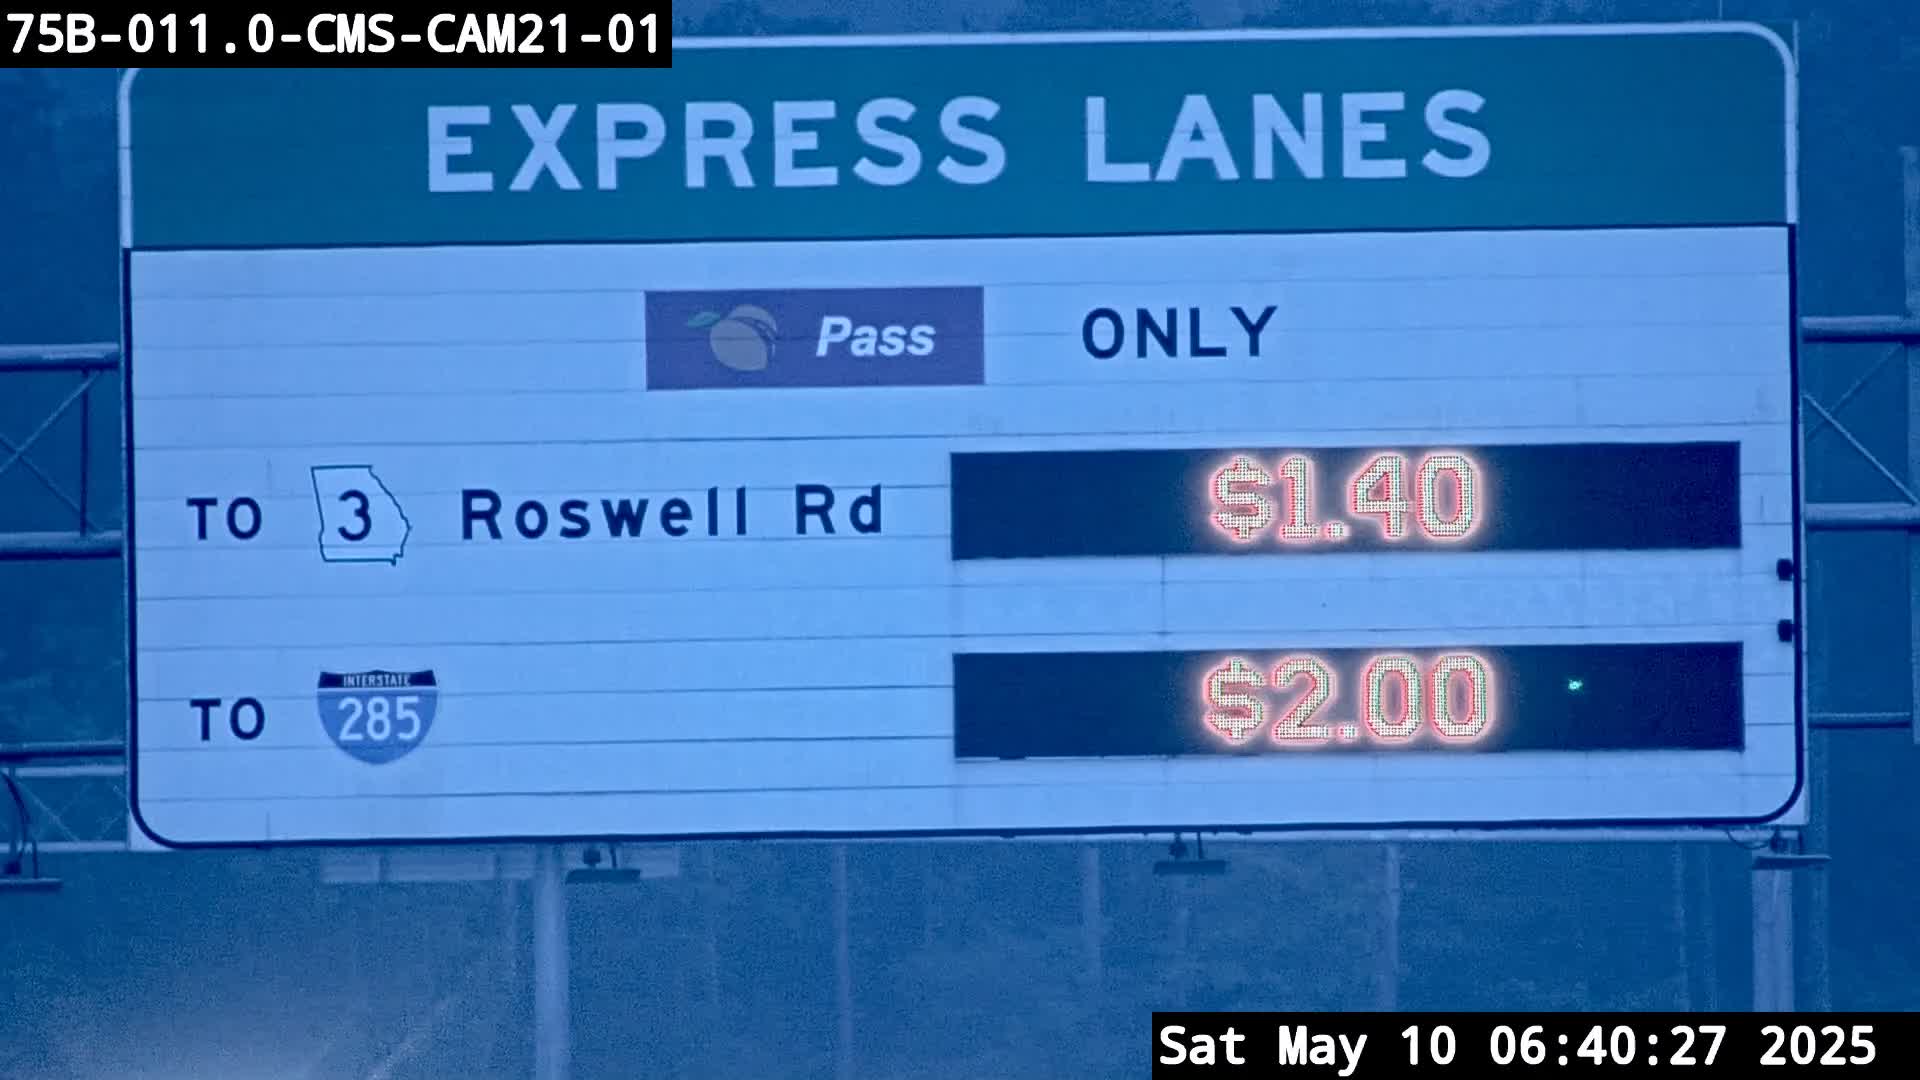 75B-011.0-CMS-CAM21-01
EXPRESS LANES
Pass ONLY
TO 3 Roswell Rd $1.40
TO INTERSTATE 285 $2.00
Sat May 10 06:40:27 2025